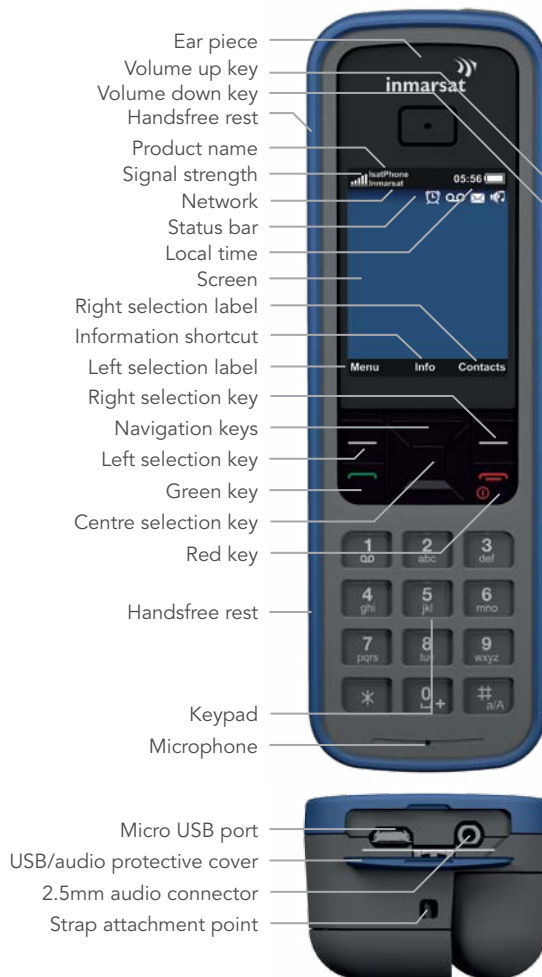 Ear piece
Volume up key
Volume down key
Handsfree rest
Product name
Signal strength
Network
Status bar
Local time
Screen
Right selection label
Information shortcut
Left selection label
Right selection key
Navigation keys
Left selection key
Green key
Centre selection key
Red key
Handsfree rest
Keypad
Microphone
Micro USB port
USB/audio protective cover
2.5mm audio connector
Strap attachment point
inmarsat
IsatPhone 05:56
Inmarsat
Menu Info Contacts
1 2 abc 3 def
4 ghi 5 jkl 6 mno
7 pqrs 8 tuv 9 wxyz
* 0 + # a/A